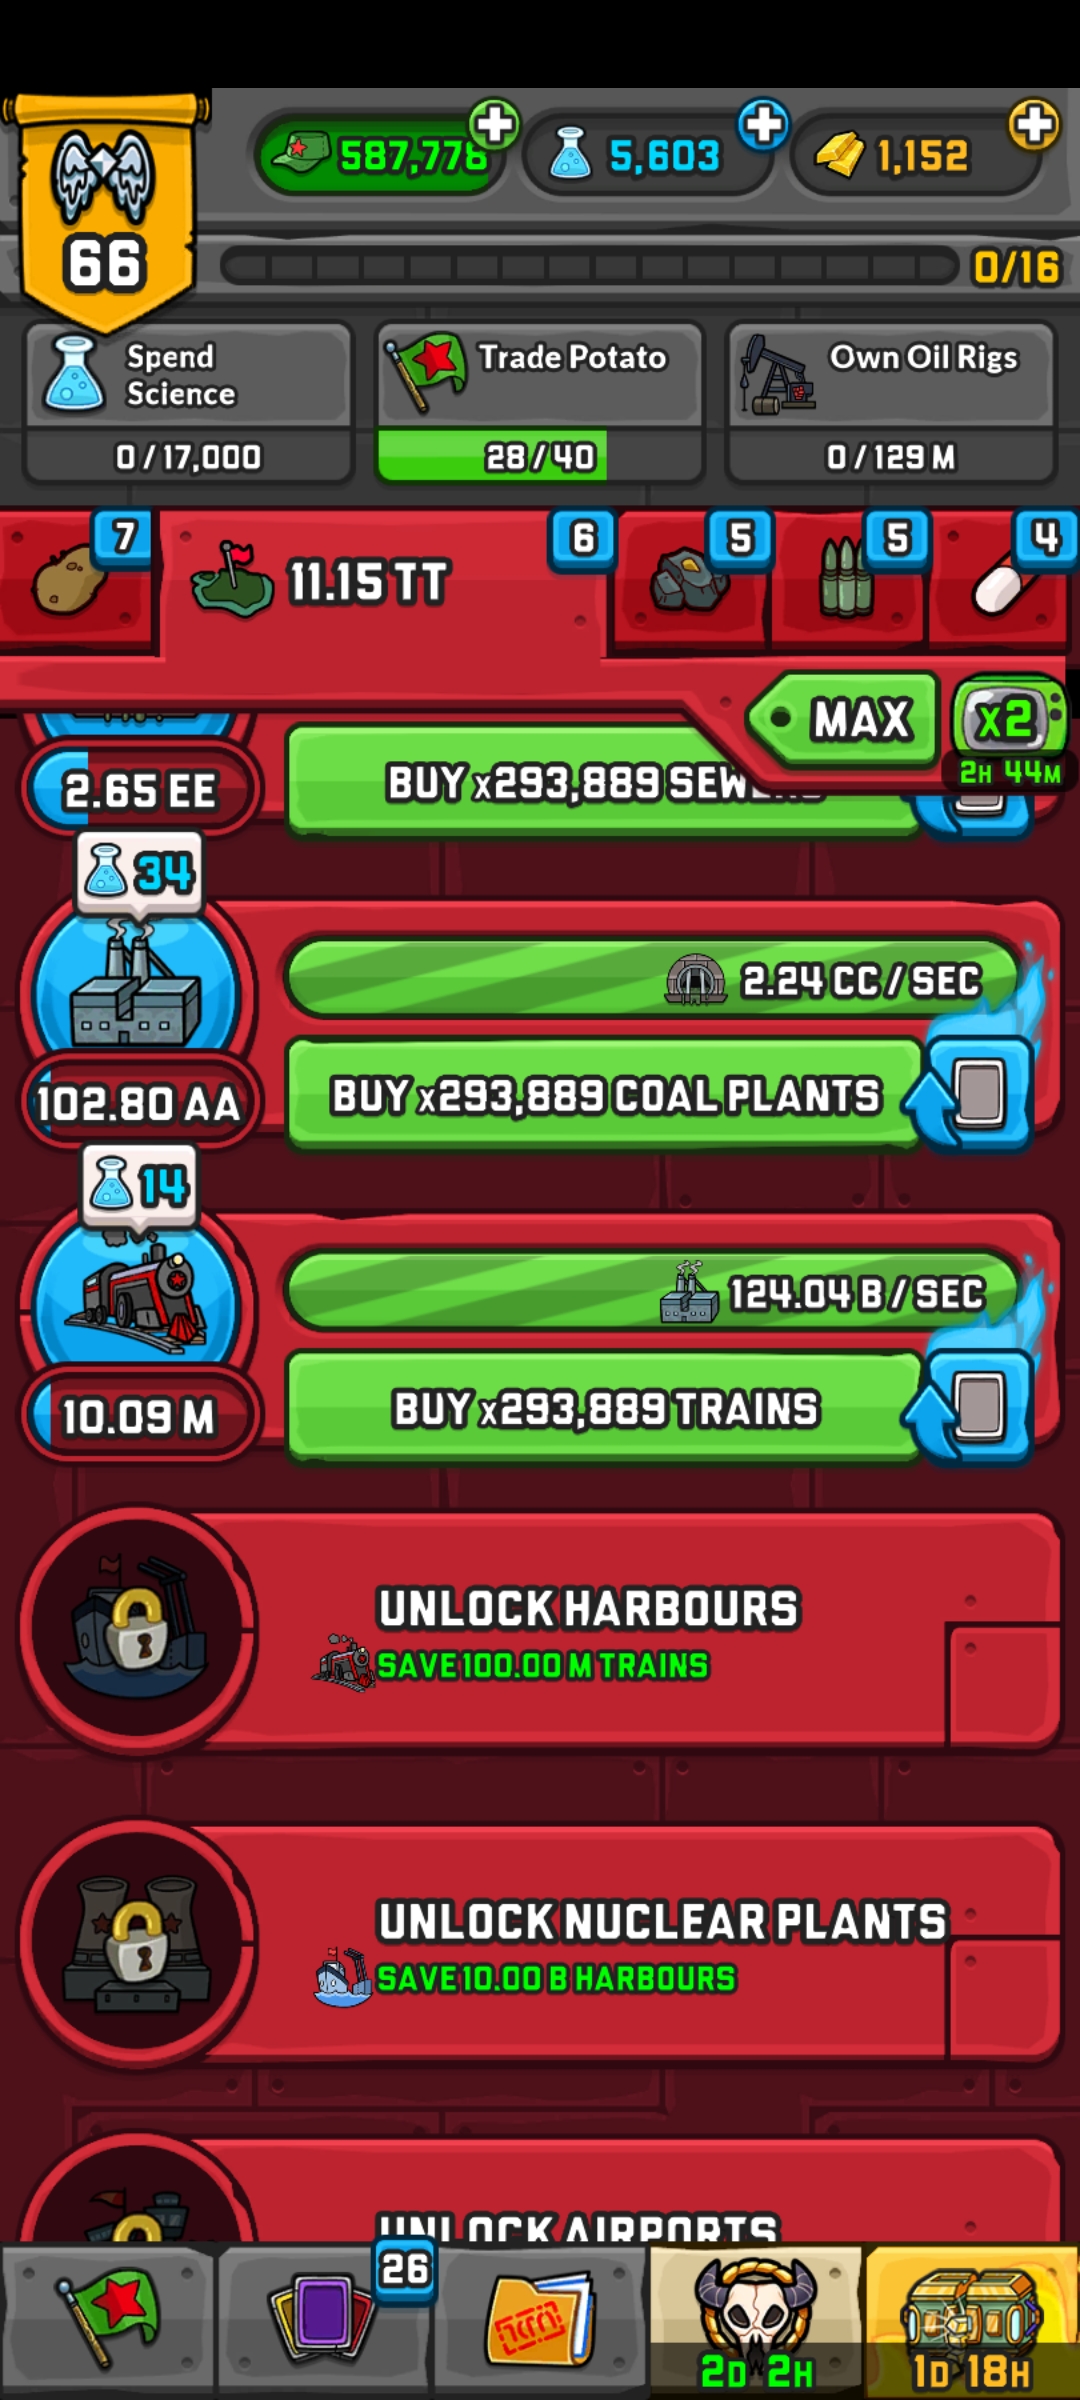 66
587,778
5,603
1,152
0/16
Spend
Science
0/17,000
Trade Potato
28/40
Own Oil Rigs
0/129 M
7
11.15 TT
6
5
5
4
MAX
x2
2H 44M
2.65 EE
BUY x293,889
34
2.24 CC/SEC
102.80 AA
BUY x293,889 COAL PLANTS
14
124.04 B/SEC
10.09 M
BUY x293,889 TRAINS
UNLOCK HARBOURS
SAVE 100.00 M TRAINS
UNLOCK NUCLEAR PLANTS
SAVE 10.00 B HARBOURS
UNLOCK AIRPORTS
26
2D 2H
1D 18H